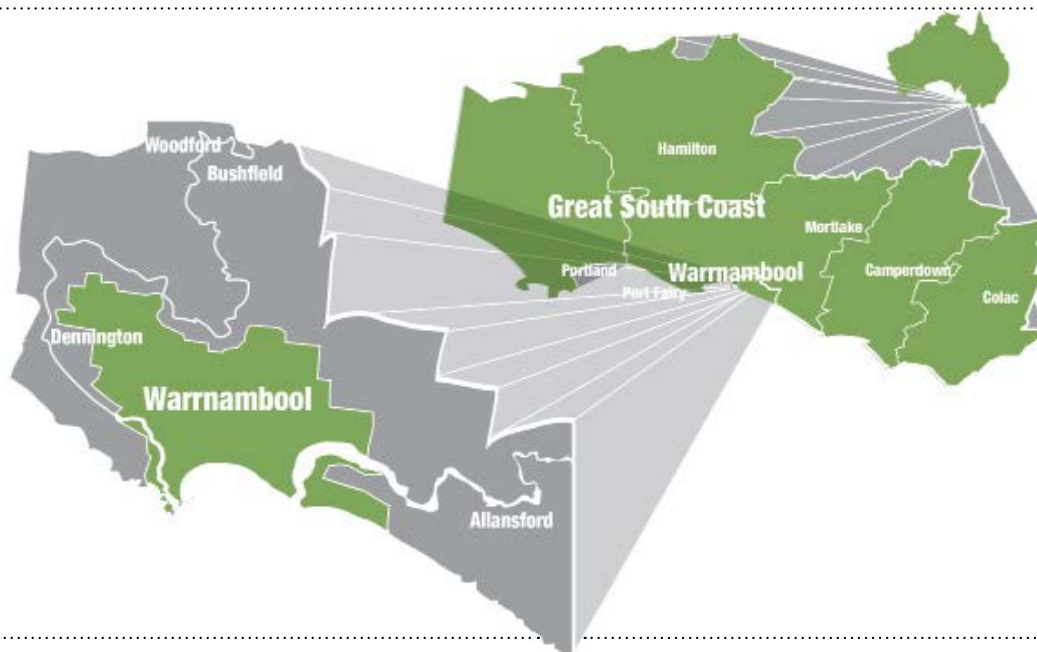 Woodford
Bushfield
Dennington
Warrnambool
Allansford
Hamilton
Great South Coast
Mortlake
Portland
Warrnambool
Camperdown
Port Fairy
Colac